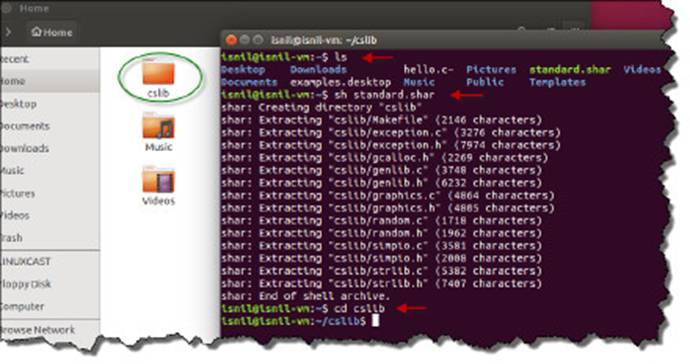 Home
Home
ecent
ome
esktop
ocuments
ownloads
usic
ictures
ideos
rash
LINUXCAST
loppy Disk
omputer
rowse Network
cslib
Music
Videos
isnil@isnil-vm: ~/cslib
isnil@isnil-vm:~$ ls
Desktop Downloads hello.c~ Pictures standard.shar Videos
Documents examples.desktop Music Public Templates
isnil@isnil-vm:~$ sh standard.shar
shar: Creating directory "cslib"
shar: Extracting "cslib/Makefile" (2146 characters)
shar: Extracting "cslib/exception.c" (3276 characters)
shar: Extracting "cslib/exception.h" (7974 characters)
shar: Extracting "cslib/gcalloc.h" (2269 characters)
shar: Extracting "cslib/genlib.c" (3748 characters)
shar: Extracting "cslib/genlib.h" (6232 characters)
shar: Extracting "cslib/graphics.c" (4864 characters)
shar: Extracting "cslib/graphics.h" (4805 characters)
shar: Extracting "cslib/random.c" (1718 characters)
shar: Extracting "cslib/random.h" (1962 characters)
shar: Extracting "cslib/simpio.c" (3581 characters)
shar: Extracting "cslib/simpio.h" (2008 characters)
shar: Extracting "cslib/strlib.c" (5382 characters)
shar: Extracting "cslib/strlib.h" (7407 characters)
shar: End of shell archive.
isnil@isnil-vm:~$ cd cslib
isnil@isnil-vm:~/cslib$